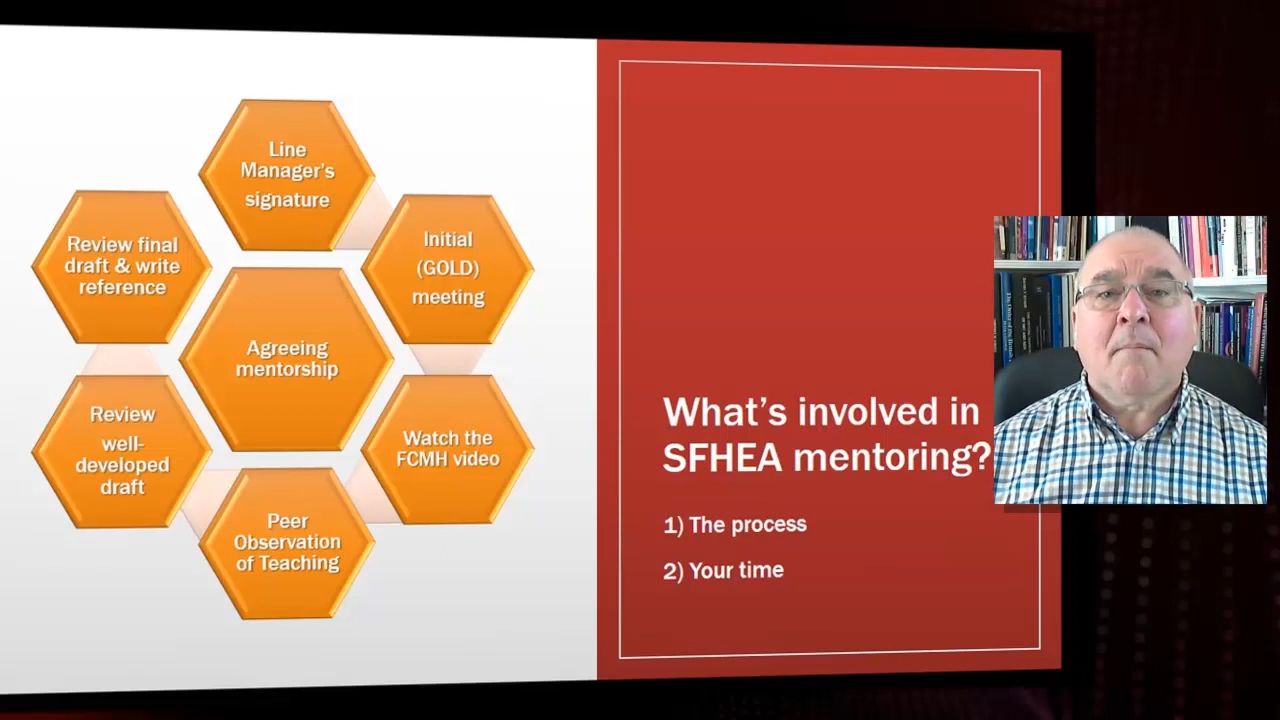 Line
Manager's
signature
Initial
(GOLD)
meeting
Watch the
FCMH video
Peer
Observation
of Teaching
Review
well-
developed
draft
Review final
draft & write
reference
Agreeing
mentorship
What's involved in
SFHEA mentoring?
1) The process
2) Your time